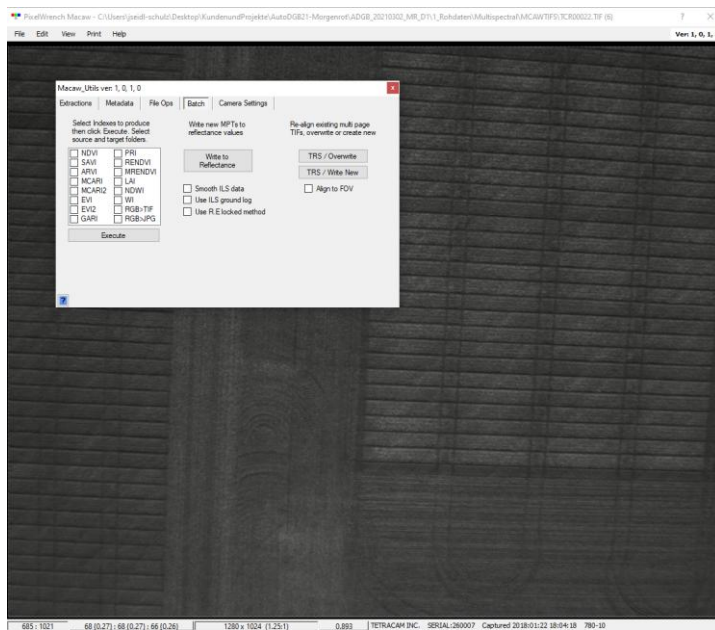 PixelWrench Macaw - C:\Users\jseidl-schulz\Desktop\KundenundProjekte\AutoDGB21-Morgenrot\ADGB_20210302_MR_D1\1_Rohdaten\Multispectral\MCAWTIFS\TCR00022.TIF (6)
File Edit View Print Help Ver: 1, 0, 1,
Macaw_Utils ver: 1, 0, 1, 0
Extractions Metadata File Ops Batch Camera Settings
Select Indexes to produce
then click Execute. Select
source and target folders.
NDVI PRI
SAVI RENDVI
ARVI MRENDVI
MCARI LAI
MCARI2 NDWI
EVI WI
EVI2 RGB>TIF
GARI RGB>JPG
Execute
Write new MPTs to
reflectance values
Write to
Reflectance
Smooth ILS data
Use ILS ground log
Use R.E locked method
Re-align existing multi page
TIFs, overwrite or create new
TRS / Overwrite
TRS / Write New
Align to FOV
?
685 : 1021 68 (0.27) : 68 (0.27) : 66 (0.26) 1280 x 1024 (1.25:1) 0.893 TETRACAM INC. SERIAL:260007 Captured 2018:01:22 18:04:18 780-10